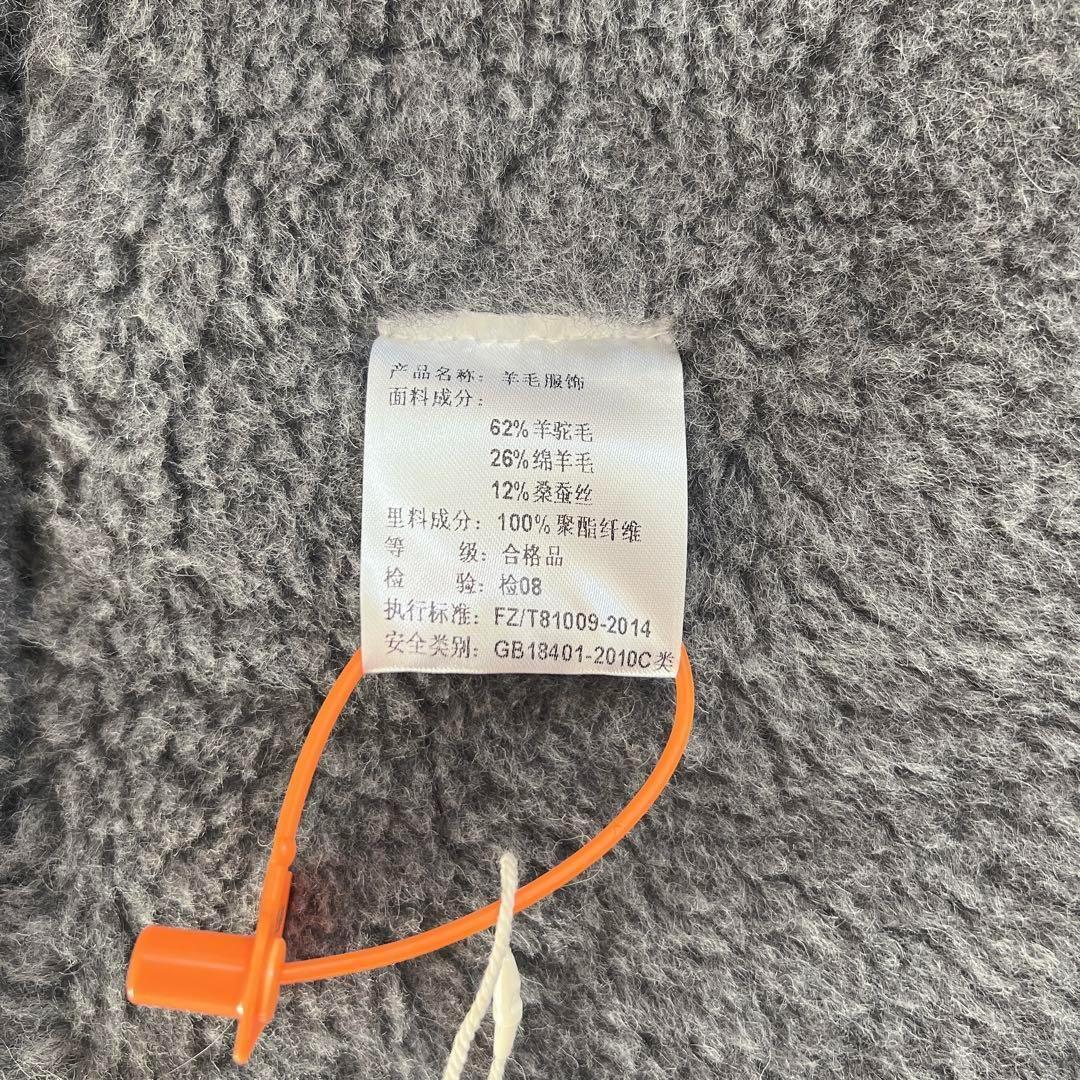 产品名称：羊毛服饰
面料成分：
62%羊驼毛
26%绵羊毛
12%桑蚕丝
里料成分：100%聚酯纤维
等 级：合格品
检 验：检08
执行标准：FZ/T81009-2014
安全类别：GB18401-2010C类